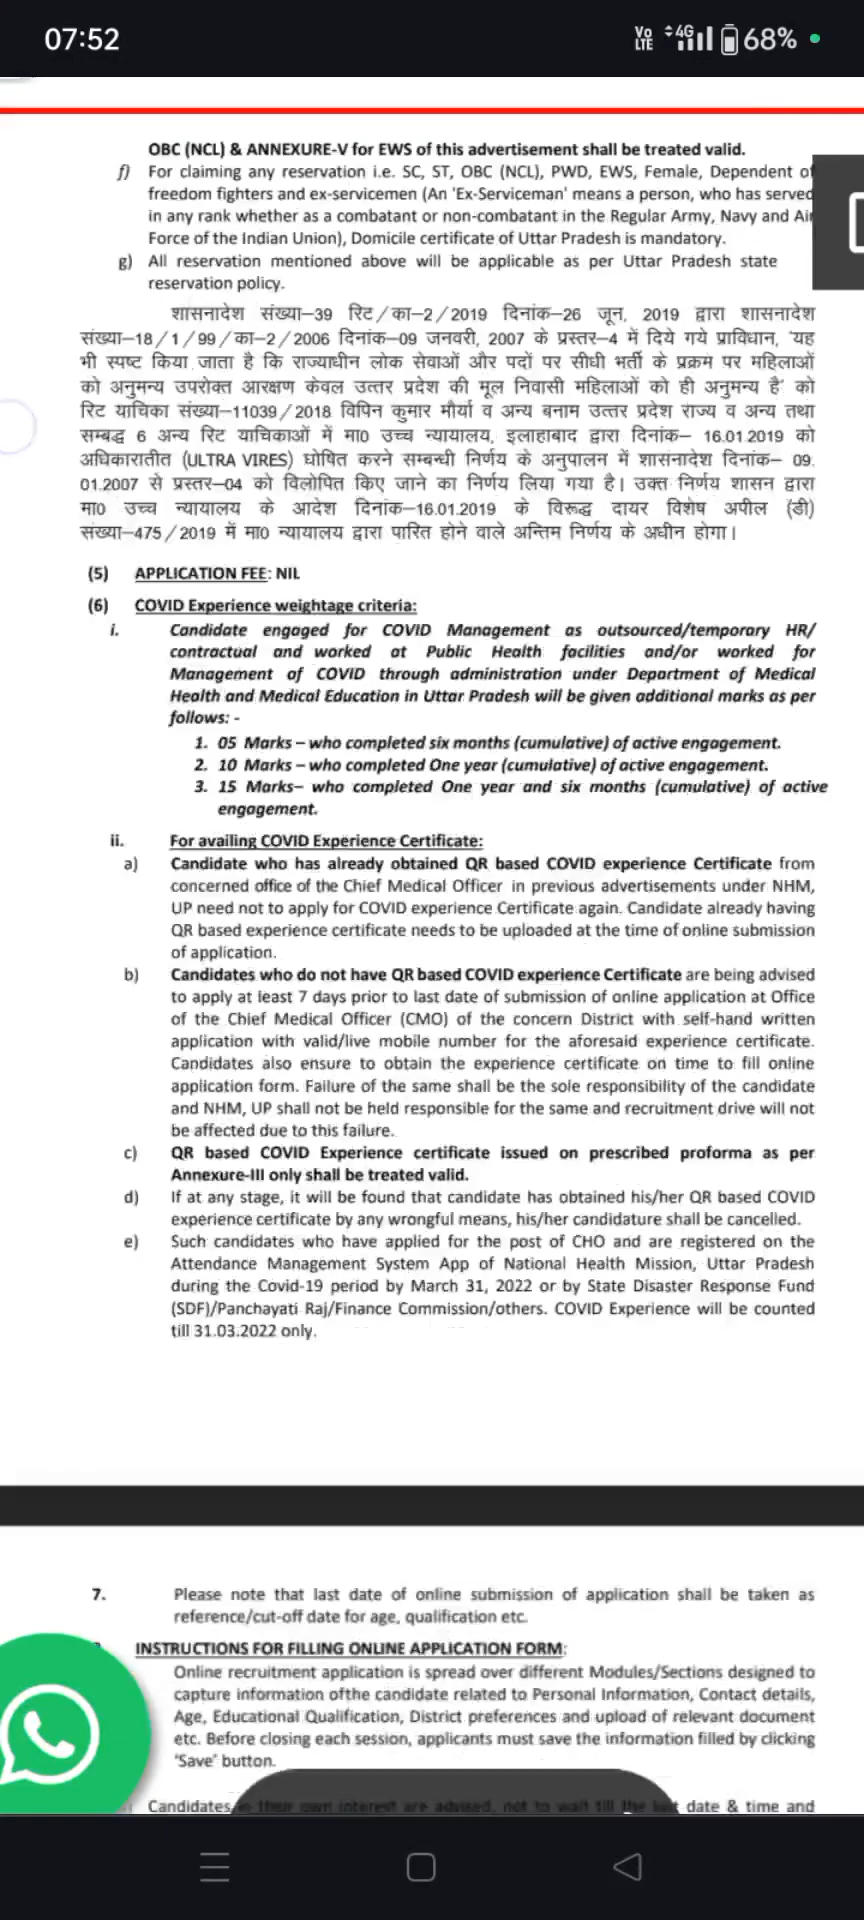 07:52
Vo LTE 4G 68%
OBC (NCL) & ANNEXURE-V for EWS of this advertisement shall be treated valid.
f) For claiming any reservation i.e. SC, ST, OBC (NCL), PWD, EWS, Female, Dependent of
freedom fighters and ex-servicemen (An 'Ex-Serviceman' means a person, who has served
in any rank whether as a combatant or non-combatant in the Regular Army, Navy and Air
Force of the Indian Union), Domicile certificate of Uttar Pradesh is mandatory.
g) All reservation mentioned above will be applicable as per Uttar Pradesh state
reservation policy.
शासनादेश संख्या–39 रिट/का–2/2019 दिनांक–26 जून, 2019 द्वारा शासनादेश
संख्या–18/1/99/का–2/2006 दिनांक–09 जनवरी, 2007 के प्रस्तर–4 में दिये गये प्राविधान, 'यह
भी स्पष्ट किया जाता है कि राज्याधीन लोक सेवाओं और पदों पर सीधी भर्ती के प्रक्रम पर महिलाओं
को अनुमन्य उपरोक्त आरक्षण केवल उत्तर प्रदेश की मूल निवासी महिलाओं को ही अनुमन्य है' को
रिट याचिका संख्या–11039/2018 विपिन कुमार मौर्या व अन्य बनाम उत्तर प्रदेश राज्य व अन्य तथा
सम्बद्ध 6 अन्य रिट याचिकाओं में मा0 उच्च न्यायालय, इलाहाबाद द्वारा दिनांक– 16.01.2019 को
अधिकारातीत (ULTRA VIRES) घोषित करने सम्बन्धी निर्णय के अनुपालन में शासनादेश दिनांक– 09.
01.2007 से प्रस्तर–04 को विलोपित किए जाने का निर्णय लिया गया है। उक्त निर्णय शासन द्वारा
मा0 उच्च न्यायालय के आदेश दिनांक–16.01.2019 के विरूद्ध दायर विशेष अपील (डी)
संख्या–475/2019 में मा0 न्यायालय द्वारा पारित होने वाले अन्तिम निर्णय के अधीन होगा।
(5) APPLICATION FEE: NIL
(6) COVID Experience weightage criteria:
i. Candidate engaged for COVID Management as outsourced/temporary HR/
contractual and worked at Public Health facilities and/or worked for
Management of COVID through administration under Department of Medical
Health and Medical Education in Uttar Pradesh will be given additional marks as per
follows: -
1. 05 Marks – who completed six months (cumulative) of active engagement.
2. 10 Marks – who completed One year (cumulative) of active engagement.
3. 15 Marks– who completed One year and six months (cumulative) of active
engagement.
ii. For availing COVID Experience Certificate:
a) Candidate who has already obtained QR based COVID experience Certificate from
concerned office of the Chief Medical Officer in previous advertisements under NHM,
UP need not to apply for COVID experience Certificate again. Candidate already having
QR based experience certificate needs to be uploaded at the time of online submission
of application.
b) Candidates who do not have QR based COVID experience Certificate are being advised
to apply at least 7 days prior to last date of submission of online application at Office
of the Chief Medical Officer (CMO) of the concern District with self-hand written
application with valid/live mobile number for the aforesaid experience certificate.
Candidates also ensure to obtain the experience certificate on time to fill online
application form. Failure of the same shall be the sole responsibility of the candidate
and NHM, UP shall not be held responsible for the same and recruitment drive will not
be affected due to this failure.
c) QR based COVID Experience certificate issued on prescribed proforma as per
Annexure-III only shall be treated valid.
d) If at any stage, it will be found that candidate has obtained his/her QR based COVID
experience certificate by any wrongful means, his/her candidature shall be cancelled.
e) Such candidates who have applied for the post of CHO and are registered on the
Attendance Management System App of National Health Mission, Uttar Pradesh
during the Covid-19 period by March 31, 2022 or by State Disaster Response Fund
(SDF)/Panchayati Raj/Finance Commission/others. COVID Experience will be counted
till 31.03.2022 only.
7. Please note that last date of online submission of application shall be taken as
reference/cut-off date for age, qualification etc.
INSTRUCTIONS FOR FILLING ONLINE APPLICATION FORM:
Online recruitment application is spread over different Modules/Sections designed to
capture information ofthe candidate related to Personal Information, Contact details,
Age, Educational Qualification, District preferences and upload of relevant document
etc. Before closing each session, applicants must save the information filled by clicking
'Save' button.
Candidates in their own interest are advised, not to wait till the last date & time and